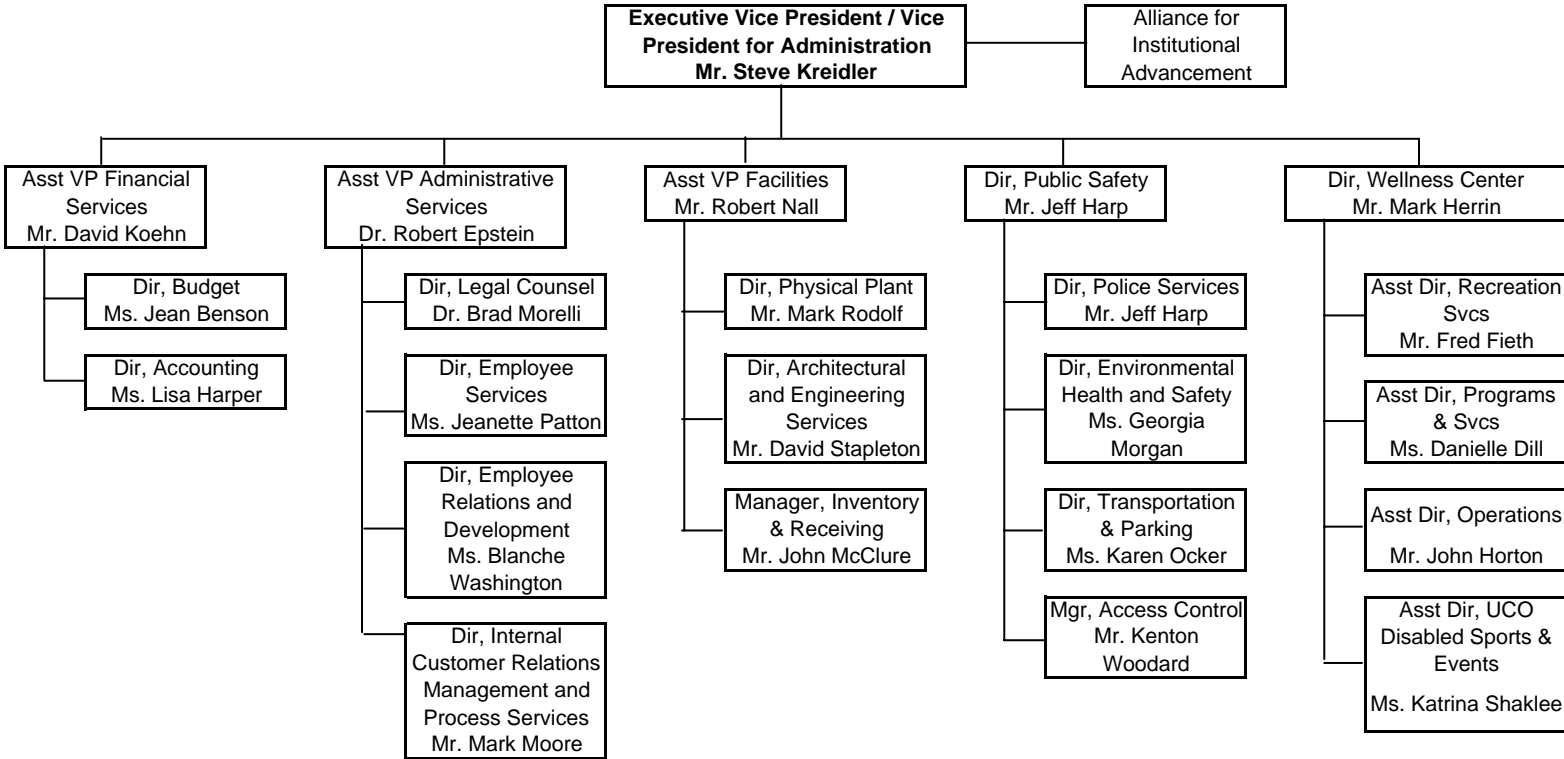 Executive Vice President / Vice
President for Administration
Mr. Steve Kreidler
Alliance for
Institutional
Advancement
Asst VP Financial
Services
Mr. David Koehn
Dir, Budget
Ms. Jean Benson
Dir, Accounting
Ms. Lisa Harper
Asst VP Administrative
Services
Dr. Robert Epstein
Dir, Legal Counsel
Dr. Brad Morelli
Dir, Employee
Services
Ms. Jeanette Patton
Dir, Employee
Relations and
Development
Ms. Blanche
Washington
Dir, Internal
Customer Relations
Management and
Process Services
Mr. Mark Moore
Asst VP Facilities
Mr. Robert Nall
Dir, Physical Plant
Mr. Mark Rodolf
Dir, Architectural
and Engineering
Services
Mr. David Stapleton
Manager, Inventory
& Receiving
Mr. John McClure
Dir, Public Safety
Mr. Jeff Harp
Dir, Police Services
Mr. Jeff Harp
Dir, Environmental
Health and Safety
Ms. Georgia
Morgan
Dir, Transportation
& Parking
Ms. Karen Ocker
Mgr, Access Control
Mr. Kenton
Woodard
Dir, Wellness Center
Mr. Mark Herrin
Asst Dir, Recreation
Svcs
Mr. Fred Fieth
Asst Dir, Programs
& Svcs
Ms. Danielle Dill
Asst Dir, Operations
Mr. John Horton
Asst Dir, UCO
Disabled Sports &
Events
Ms. Katrina Shaklee